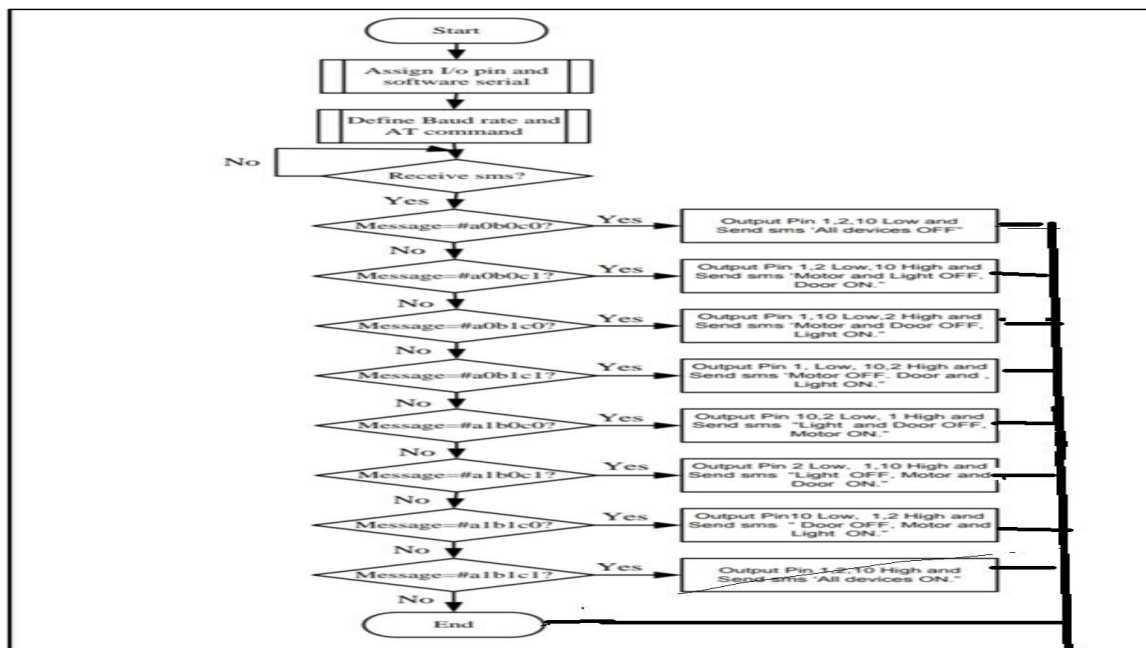 Start
Assign I/o pin and
software serial
Define Baud rate and
AT command
No
Receive sms?
Yes
Message=#a0b0c0?
Yes
Output Pin 1,2,10 Low and
Send sms 'All devices OFF"
No
Message=#a0b0c1?
Yes
Output Pin 1,2 Low,10 High and
Send sms 'Motor and Light OFF,
Door ON."
No
Message=#a0b1c0?
Yes
Output Pin 1,10 Low,2 High and
Send sms "Motor and Door OFF,
Light ON."
No
Message=#a0b1c1?
Yes
Output Pin 1, Low, 10,2 High and
Send sms 'Motor OFF. Door and ,
Light ON."
No
Message=#a1b0c0?
Yes
Output Pin 10,2 Low, 1 High and
Send sms "Light and Door OFF,
Motor ON."
No
Message=#a1b0c1?
Yes
Output Pin 2 Low, 1,10 High and
Send sms "Light OFF, Motor and
Door ON."
No
Message=#a1b1c0?
Yes
Output Pin10 Low, 1,2 High and
Send sms " Door OFF, Motor and
Light ON."
No
Message=#a1b1c1?
Yes
Output Pin 1,2,10 High and
Send sms 'All devices ON."
No
End